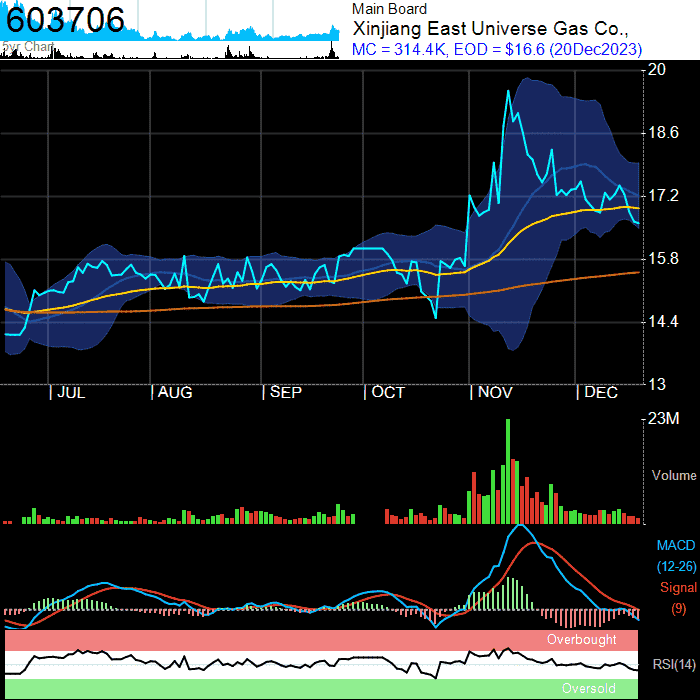 603706
5yr Chart
Main Board
Xinjiang East Universe Gas Co.,
MC = 314.4K, EOD = $16.6 (20Dec2023)
20
18.6
17.2
15.8
14.4
13
| JUL | AUG | SEP | OCT | NOV | DEC
23M
Volume
MACD
(12-26)
Signal
(9)
Overbought
RSI(14)
Oversold